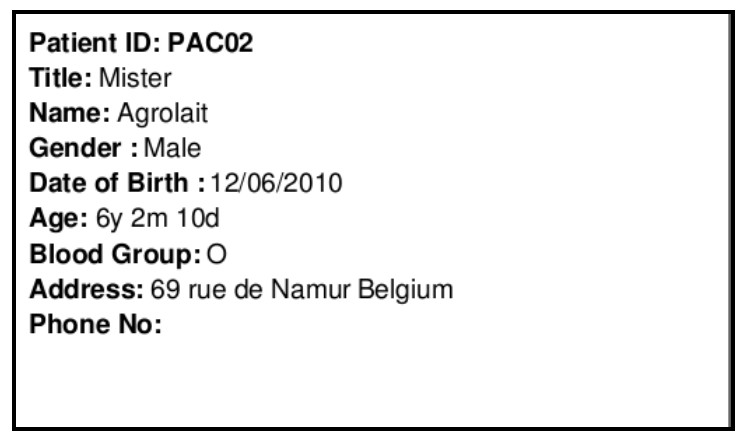 Patient ID: PAC02
Title: Mister
Name: Agrolait
Gender : Male
Date of Birth : 12/06/2010
Age: 6y 2m 10d
Blood Group: O
Address: 69 rue de Namur Belgium
Phone No: